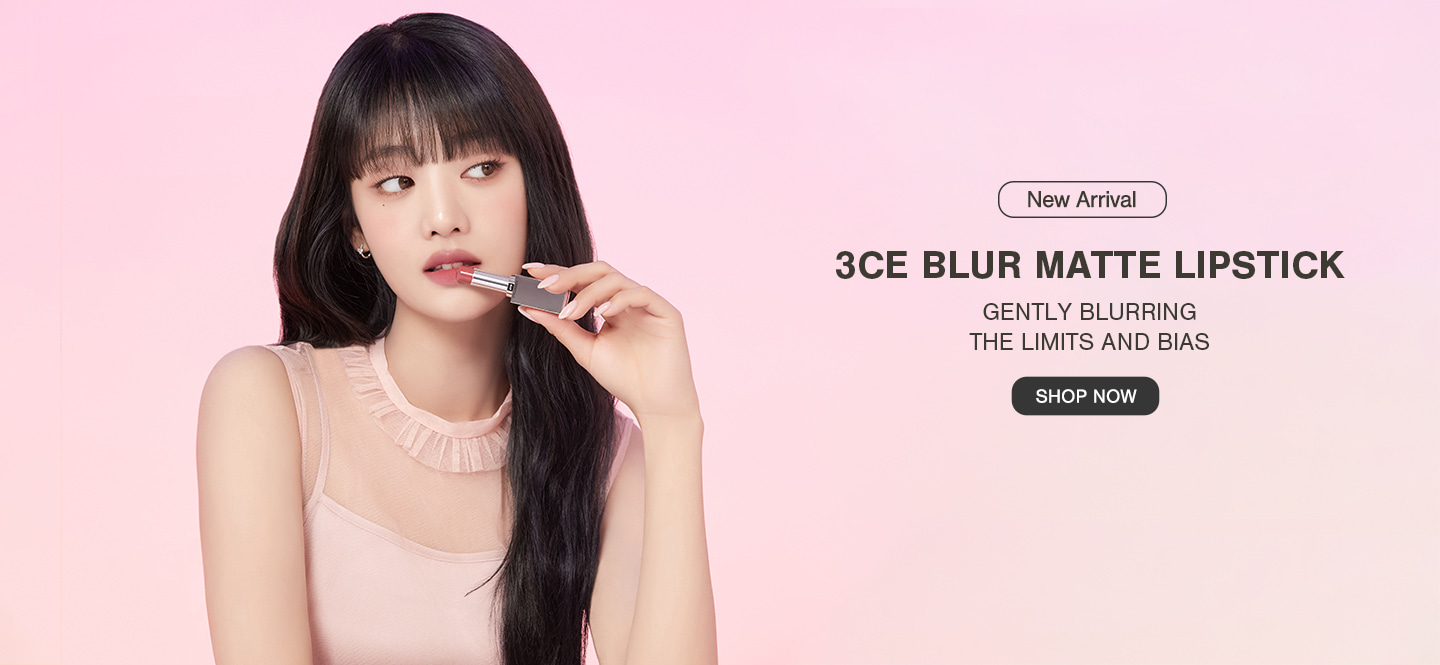 New Arrival
3CE BLUR MATTE LIPSTICK
GENTLY BLURRING
THE LIMITS AND BIAS
SHOP NOW